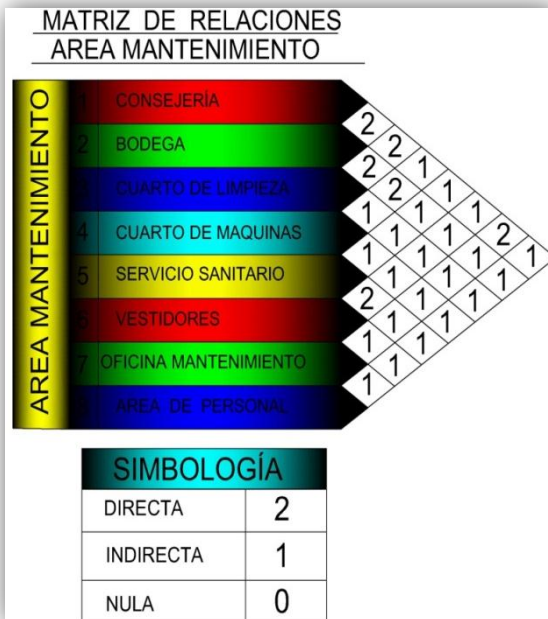 MATRIZ DE RELACIONES
AREA MANTENIMIENTO
AREA MANTENIMIENTO
1 CONSEJERÍA
2 BODEGA
3 CUARTO DE LIMPIEZA
4 CUARTO DE MAQUINAS
5 SERVICIO SANITARIO
6 VESTIDORES
7 OFICINA MANTENIMIENTO
8 AREA DE PERSONAL
2 2 1 1 1 2 1
2 2 1 1 1 1
1 1 1 1 1
1 1 1 1
2 1 1
1 1
1
SIMBOLOGÍA
DIRECTA 2
INDIRECTA 1
NULA 0